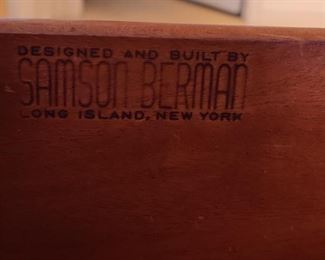 DESIGNED AND BUILT BY
SAMSON BERMAN
LONG ISLAND, NEW YORK